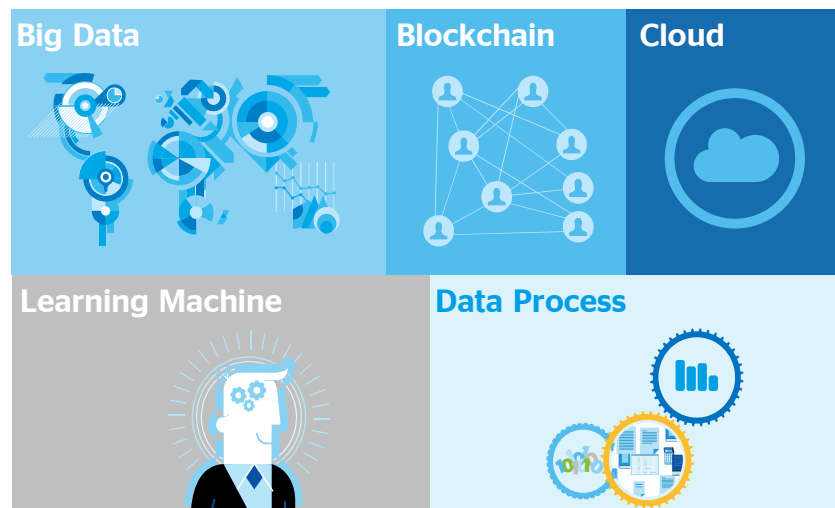 Big Data
Blockchain
Cloud
Learning Machine
Data Process